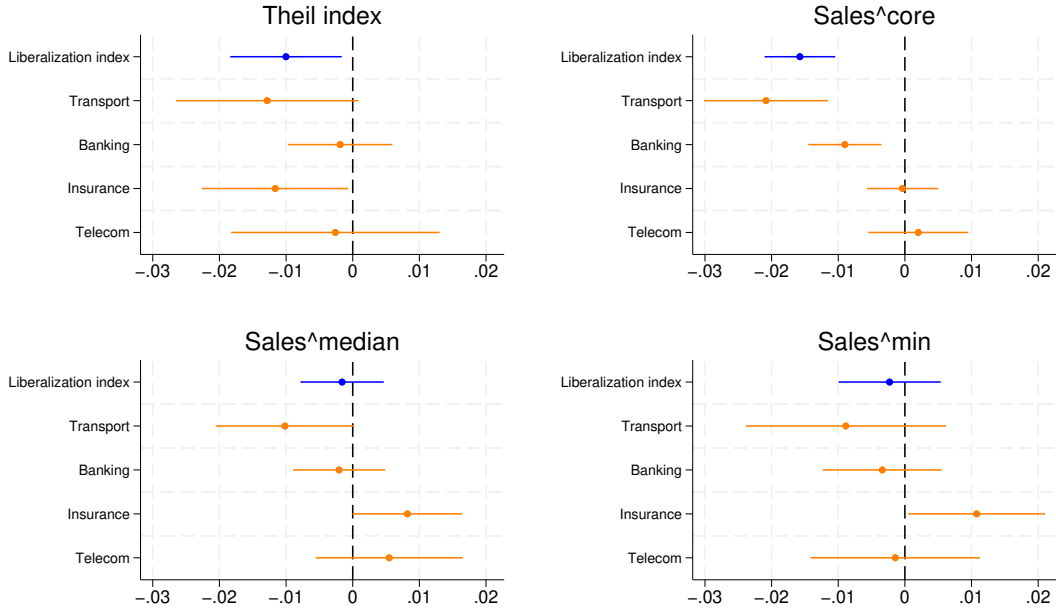 Theil index
Liberalization index
Transport
Banking
Insurance
Telecom
-.03 -.02 -.01 0 .01 .02
Sales^core
Liberalization index
Transport
Banking
Insurance
Telecom
-.03 -.02 -.01 0 .01 .02
Sales^median
Liberalization index
Transport
Banking
Insurance
Telecom
-.03 -.02 -.01 0 .01 .02
Sales^min
Liberalization index
Transport
Banking
Insurance
Telecom
-.03 -.02 -.01 0 .01 .02